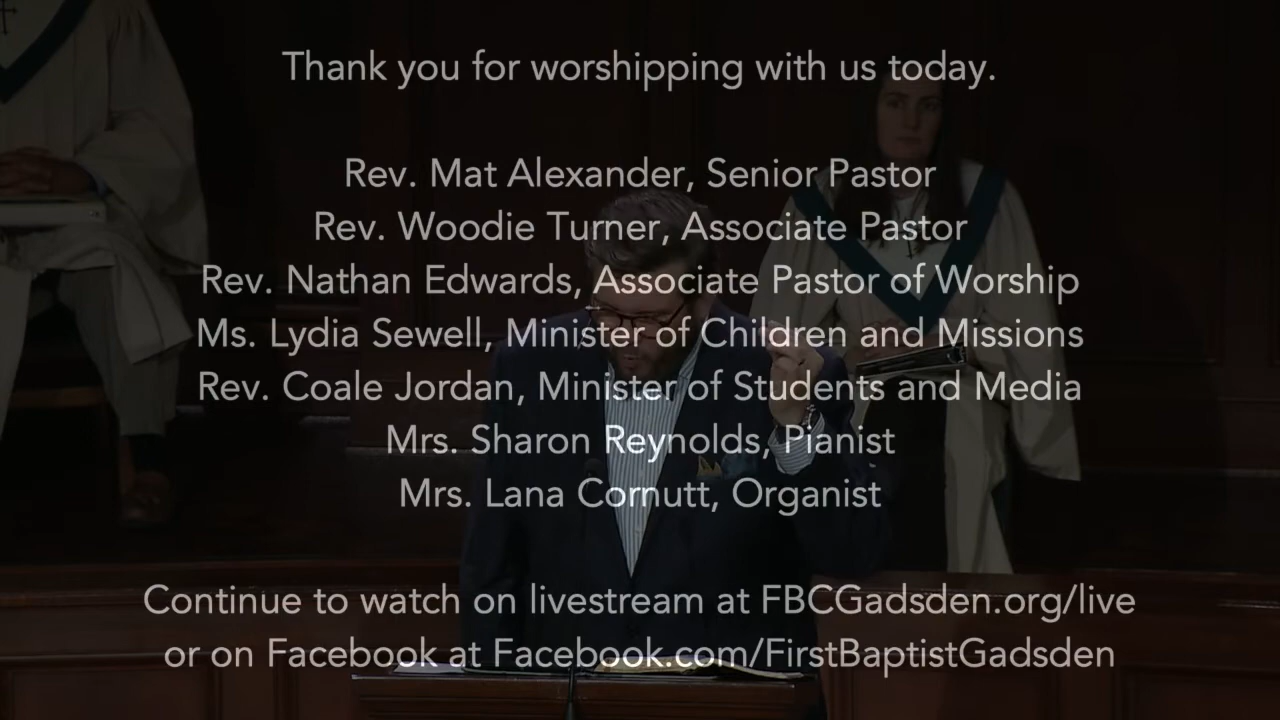 Thank you for worshipping with us today.
Rev. Mat Alexander, Senior Pastor
Rev. Woodie Turner, Associate Pastor
Rev. Nathan Edwards, Associate Pastor of Worship
Ms. Lydia Sewell, Minister of Children and Missions
Rev. Coale Jordan, Minister of Students and Media
Mrs. Sharon Reynolds, Pianist
Mrs. Lana Cornutt, Organist
Continue to watch on livestream at FBCGadsden.org/live
or on Facebook at Facebook.com/FirstBaptistGadsden